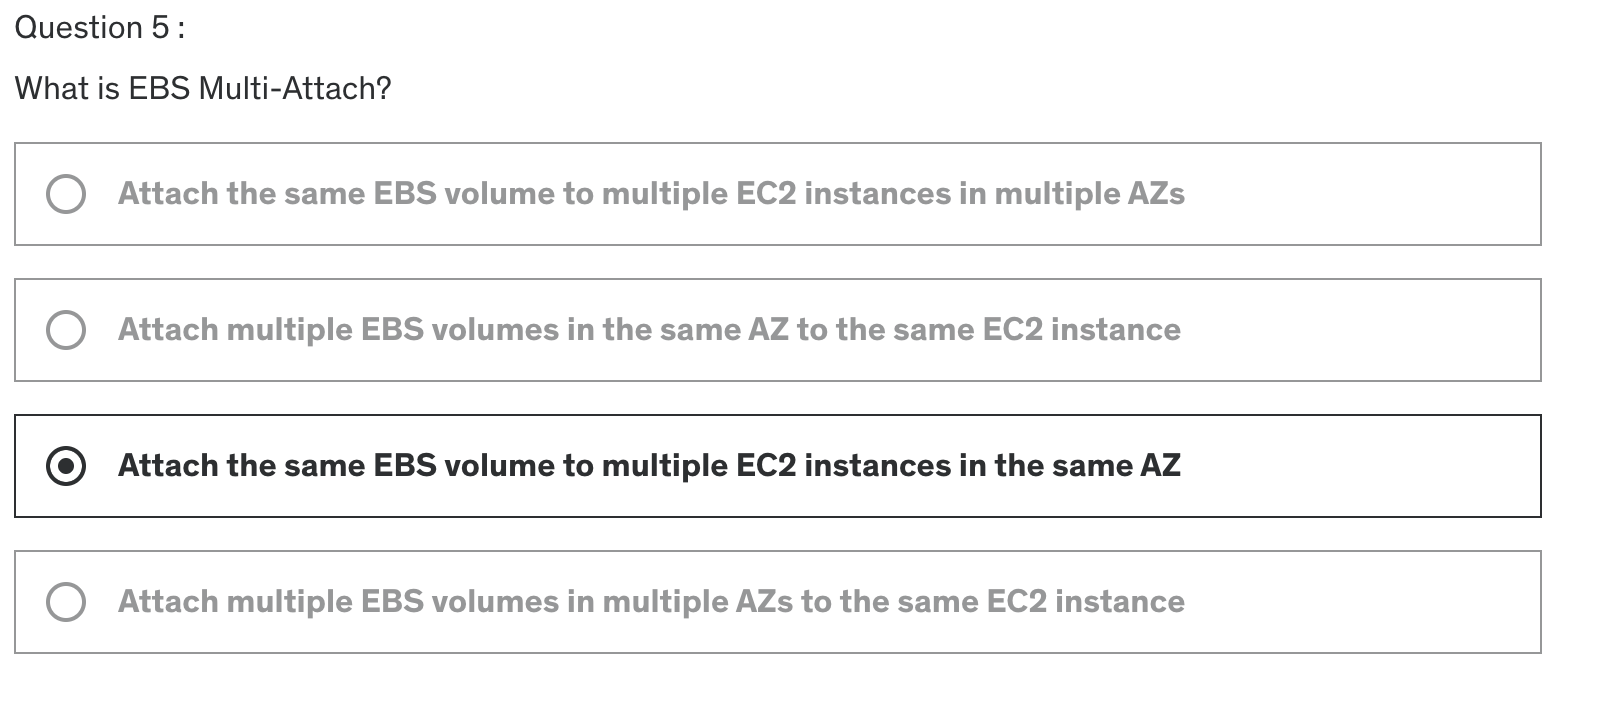 Question 5 :
What is EBS Multi-Attach?
Attach the same EBS volume to multiple EC2 instances in multiple AZs
Attach multiple EBS volumes in the same AZ to the same EC2 instance
Attach the same EBS volume to multiple EC2 instances in the same AZ
Attach multiple EBS volumes in multiple AZs to the same EC2 instance